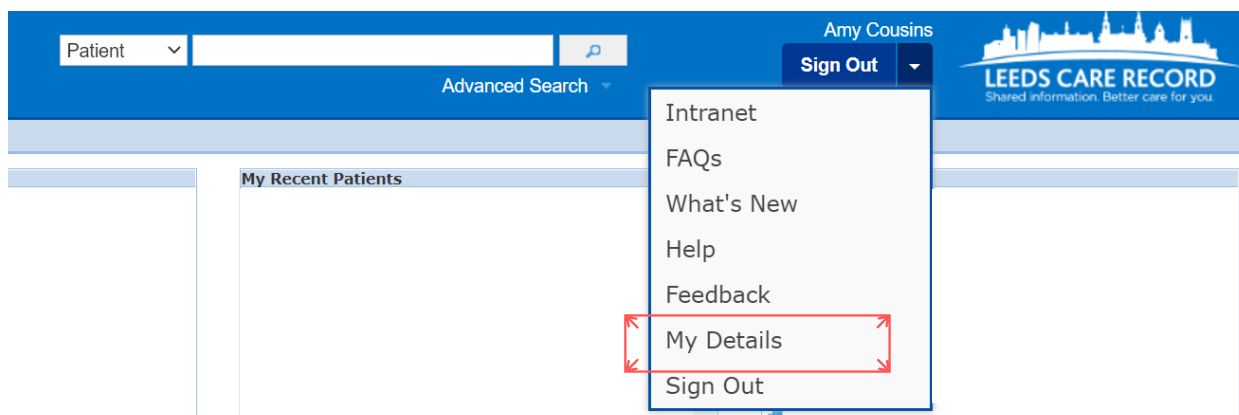 Amy Cousins
Patient
Sign Out
Advanced Search
LEEDS CARE RECORD
Shared information. Better care for you.
My Recent Patients
Intranet
FAQs
What's New
Help
Feedback
My Details
Sign Out